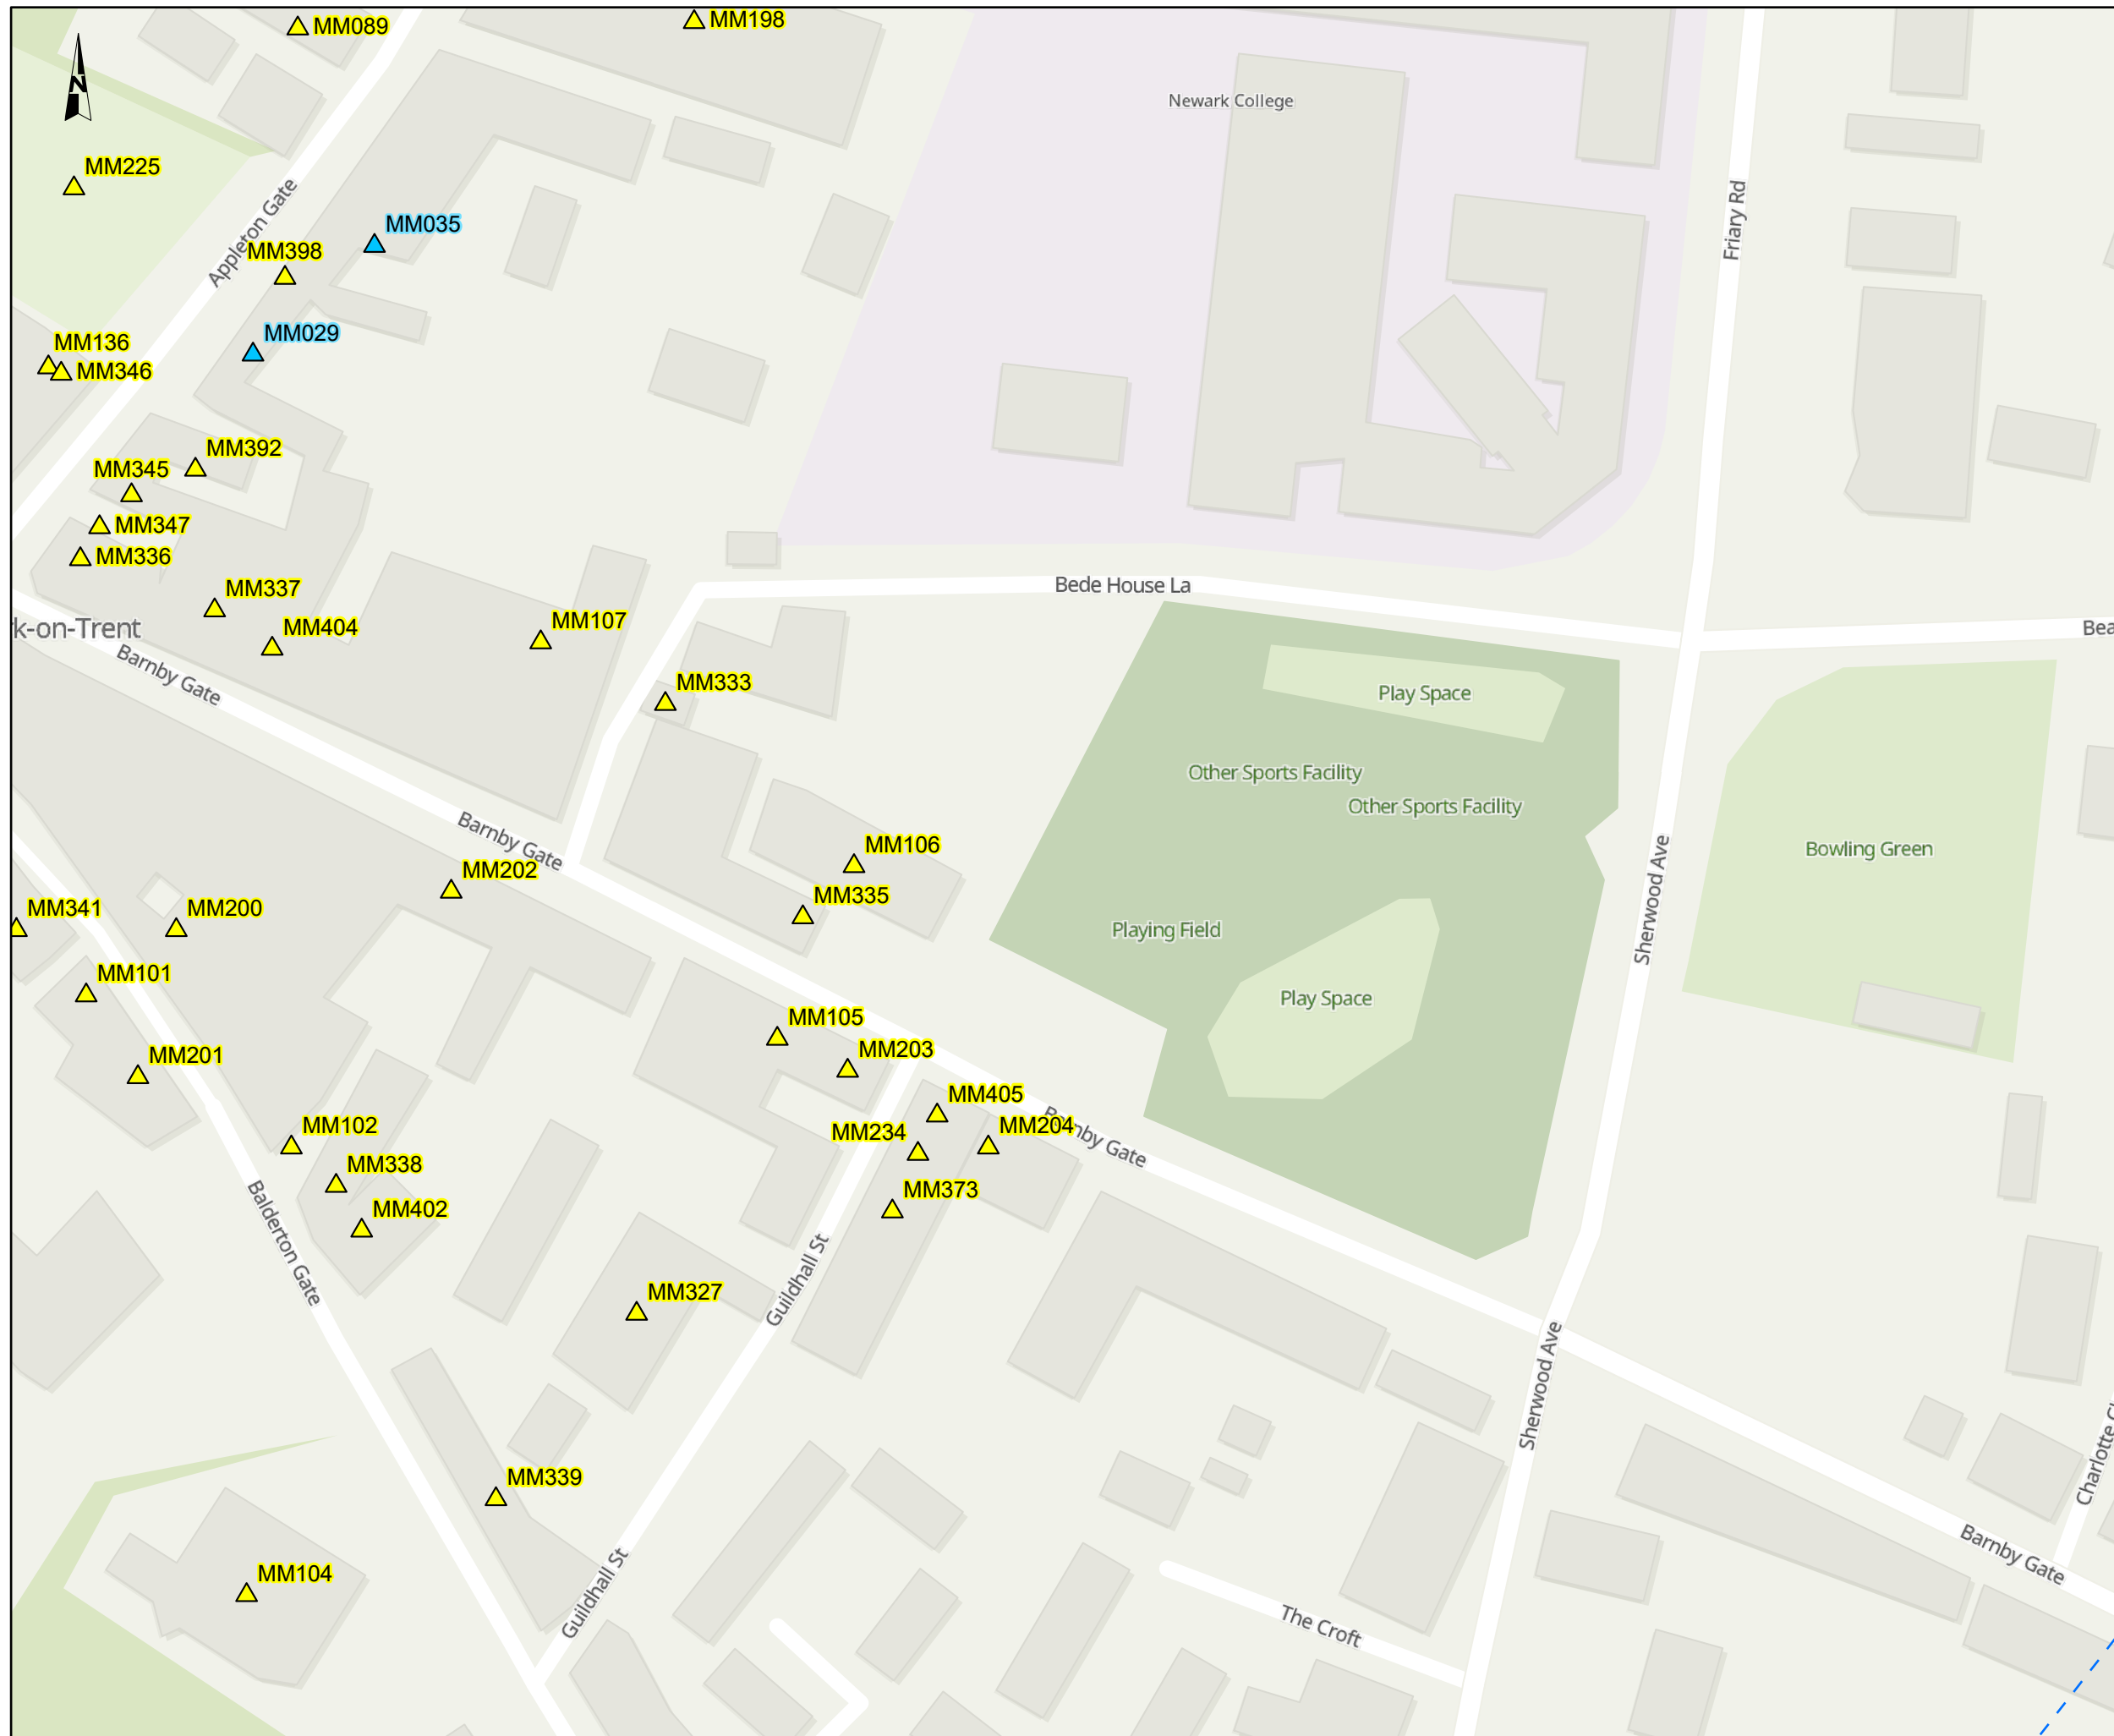 MM198
MM089
N
Newark College
MM225
Appleton Gate
Friary Rd
MM035
MM398
MM029
MM136
MM346
MM392
MM345
MM347
MM336
Bede House La
MM337
MM107
MM404
k-on-Trent
Bea
Barnby Gate
MM333
Play Space
Other Sports Facility
Other Sports Facility
Barnby Gate
MM106
Bowling Green
MM202
MM335
Sherwood Ave
MM341
MM200
Playing Field
MM101
Play Space
MM105
MM203
MM201
MM405
MM102
MM234
MM204
Barnby Gate
MM338
MM373
MM402
Balderton Gate
Guildhall St
MM327
Sherwood Ave
Charlotte Cl
MM339
Barnby Gate
MM104
Guildhall St
The Croft